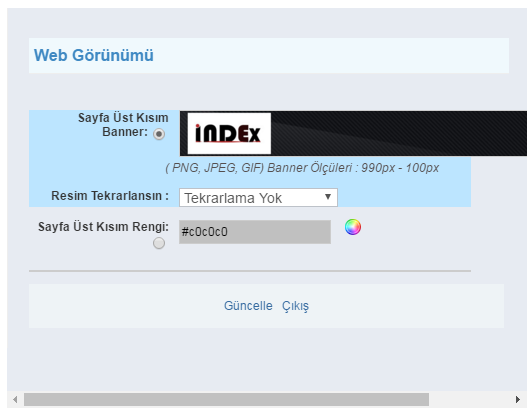 Web Görünümü
Sayfa Üst Kısım
Banner:
iNDEx
( PNG, JPEG, GIF) Banner Ölçüleri : 990px - 100px
Resim Tekrarlansın :
Tekrarlama Yok
Sayfa Üst Kısım Rengi:
#c0c0c0
Güncelle Çıkış